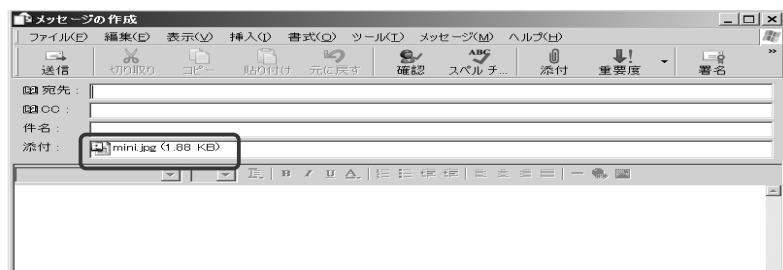 メッセージの作成
ファイル(F) 編集(E) 表示(V) 挿入(I) 書式(O) ツール(T) メッセージ(M) ヘルプ(H)
送信 切り取り コピー 貼り付け 元に戻す 確認 スペル チ... 添付 重要度 署名 »
宛先:
CC:
件名:
添付: mini.jpg (1.88 KB)
B I U A